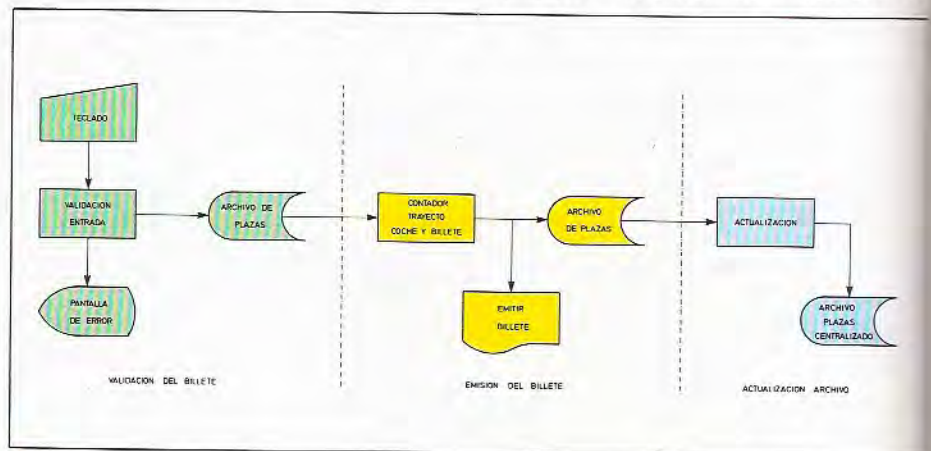 TECLADO
VALIDACION
ENTRADA
ARCHIVO DE
PLAZAS
PANTALLA
DE ERROR
VALIDACION DEL BILLETE
CONTADOR
TRAYECTO
COCHE Y BILLETE
ARCHIVO
DE PLAZAS
EMITIR
BILLETE
EMISION DEL BILLETE
ACTUALIZACION
ARCHIVO
PLAZAS
CENTRALIZADO
ACTUALIZACION ARCHIVO